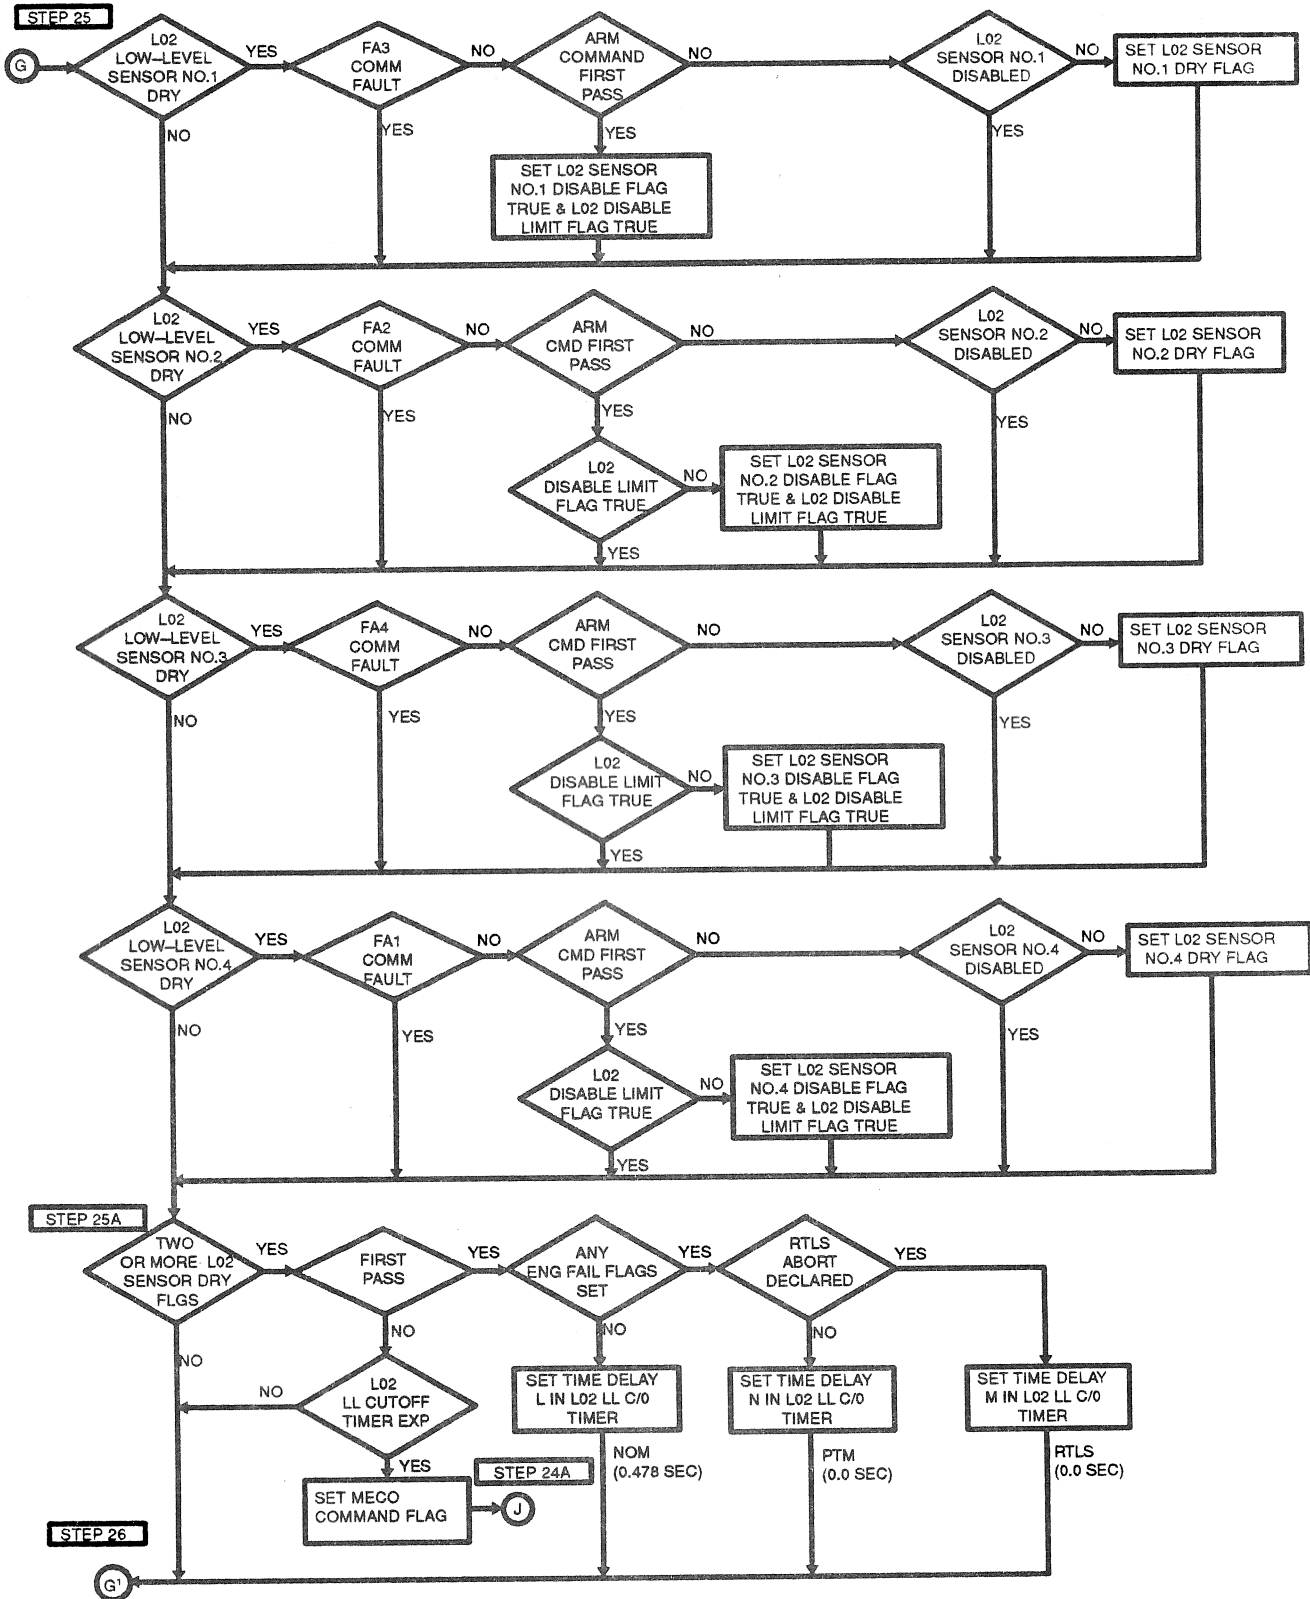 STEP 25
G
L02
LOW-LEVEL
SENSOR NO.1
DRY
YES
NO
FA3
COMM
FAULT
NO
YES
ARM
COMMAND
FIRST
PASS
NO
YES
L02
SENSOR NO.1
DISABLED
NO
YES
SET L02 SENSOR
NO.1 DRY FLAG
SET L02 SENSOR
NO.1 DISABLE FLAG
TRUE & L02 DISABLE
LIMIT FLAG TRUE
L02
LOW-LEVEL
SENSOR NO.2
DRY
YES
NO
FA2
COMM
FAULT
NO
YES
ARM
CMD FIRST
PASS
NO
YES
L02
SENSOR NO.2
DISABLED
NO
YES
SET L02 SENSOR
NO.2 DRY FLAG
L02
DISABLE LIMIT
FLAG TRUE
NO
YES
SET L02 SENSOR
NO.2 DISABLE FLAG
TRUE & L02 DISABLE
LIMIT FLAG TRUE
L02
LOW-LEVEL
SENSOR NO.3
DRY
YES
NO
FA4
COMM
FAULT
NO
YES
ARM
CMD FIRST
PASS
NO
YES
L02
SENSOR NO.3
DISABLED
NO
YES
SET L02 SENSOR
NO.3 DRY FLAG
L02
DISABLE LIMIT
FLAG TRUE
NO
YES
SET L02 SENSOR
NO.3 DISABLE FLAG
TRUE & L02 DISABLE
LIMIT FLAG TRUE
L02
LOW-LEVEL
SENSOR NO.4
DRY
YES
NO
FA1
COMM
FAULT
NO
YES
ARM
CMD FIRST
PASS
NO
YES
L02
SENSOR NO.4
DISABLED
NO
YES
SET L02 SENSOR
NO.4 DRY FLAG
L02
DISABLE LIMIT
FLAG TRUE
NO
YES
SET L02 SENSOR
NO.4 DISABLE FLAG
TRUE & L02 DISABLE
LIMIT FLAG TRUE
STEP 25A
TWO
OR MORE L02
SENSOR DRY
FLGS
YES
NO
FIRST
PASS
YES
NO
ANY
ENG FAIL FLAGS
SET
YES
NO
RTLS
ABORT
DECLARED
YES
NO
L02
LL CUTOFF
TIMER EXP
NO
YES
SET TIME DELAY
L IN L02 LL C/0
TIMER
SET TIME DELAY
N IN L02 LL C/0
TIMER
SET TIME DELAY
M IN L02 LL C/0
TIMER
NOM
(0.478 SEC)
PTM
(0.0 SEC)
RTLS
(0.0 SEC)
STEP 24A
SET MECO
COMMAND FLAG
J
STEP 26
G¹